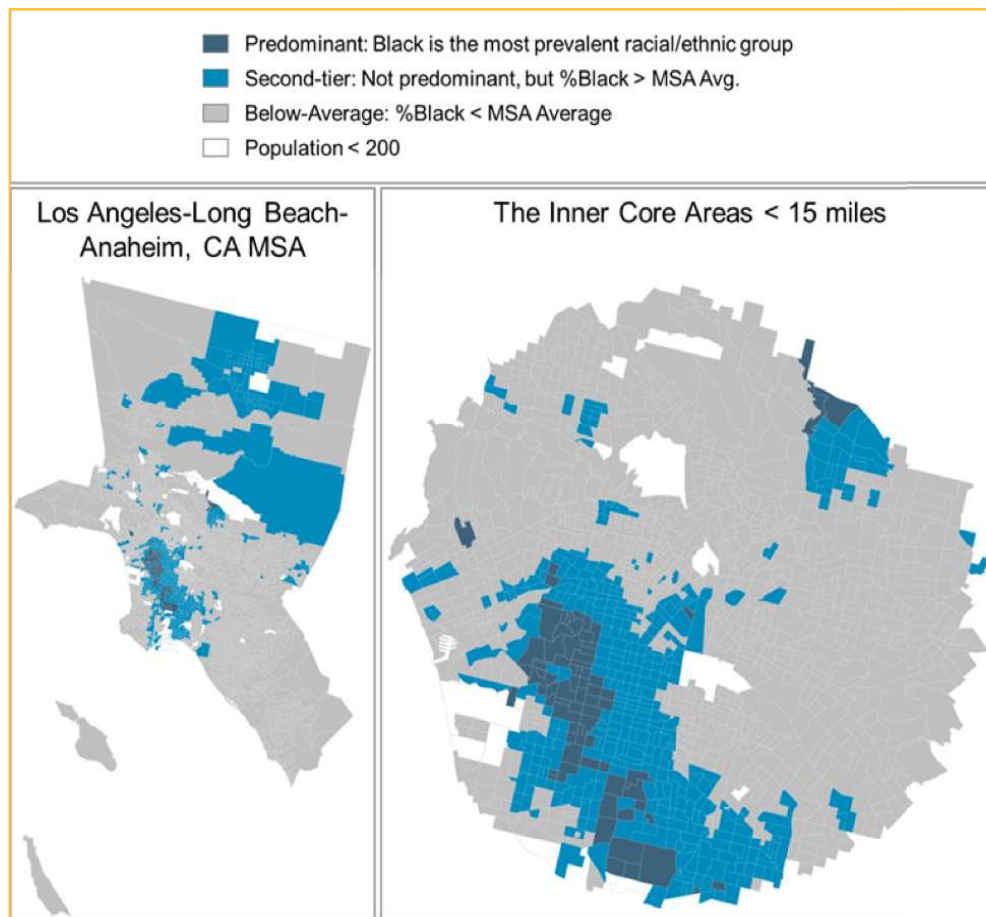 Predominant: Black is the most prevalent racial/ethnic group
Second-tier: Not predominant, but %Black > MSA Avg.
Below-Average: %Black < MSA Average
Population < 200
Los Angeles-Long Beach-
Anaheim, CA MSA
The Inner Core Areas < 15 miles